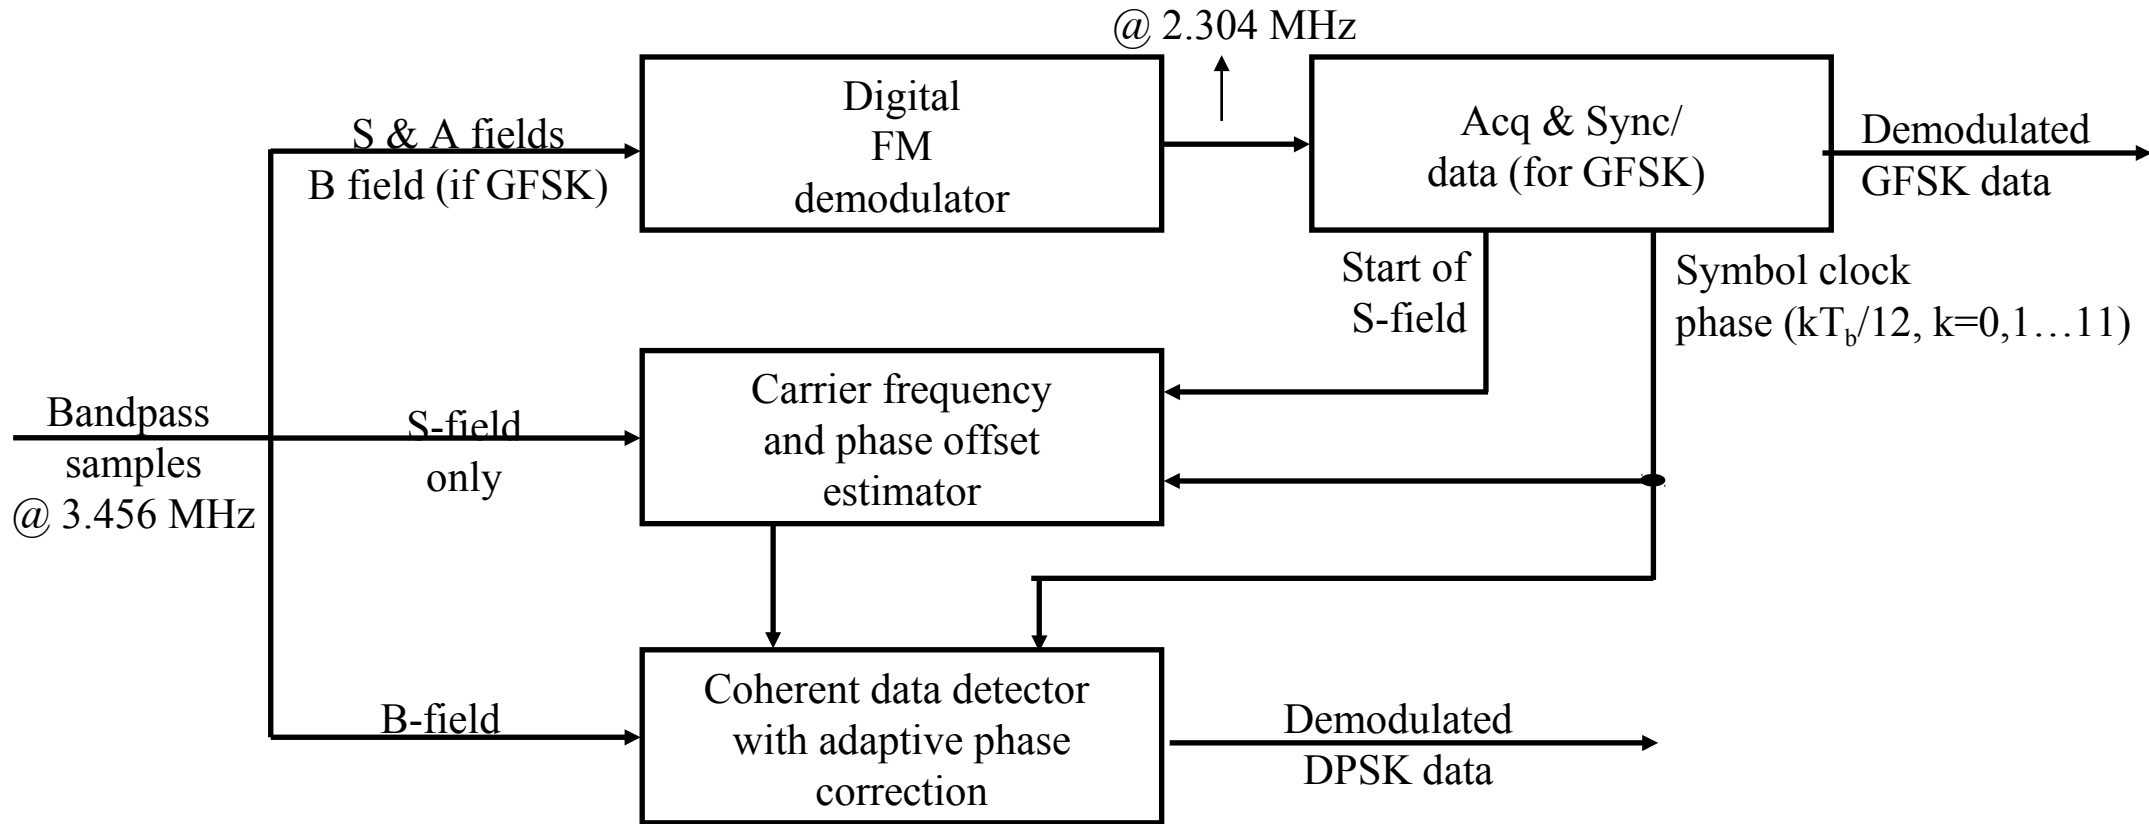 @ 2.304 MHz
S & A fields
B field (if GFSK)
Digital
FM
demodulator
Acq & Sync/
data (for GFSK)
Demodulated
GFSK data
Start of
S-field
Symbol clock
phase (kTb/12, k=0,1…11)
Bandpass
samples
@ 3.456 MHz
S-field
only
Carrier frequency
and phase offset
estimator
B-field
Coherent data detector
with adaptive phase
correction
Demodulated
DPSK data